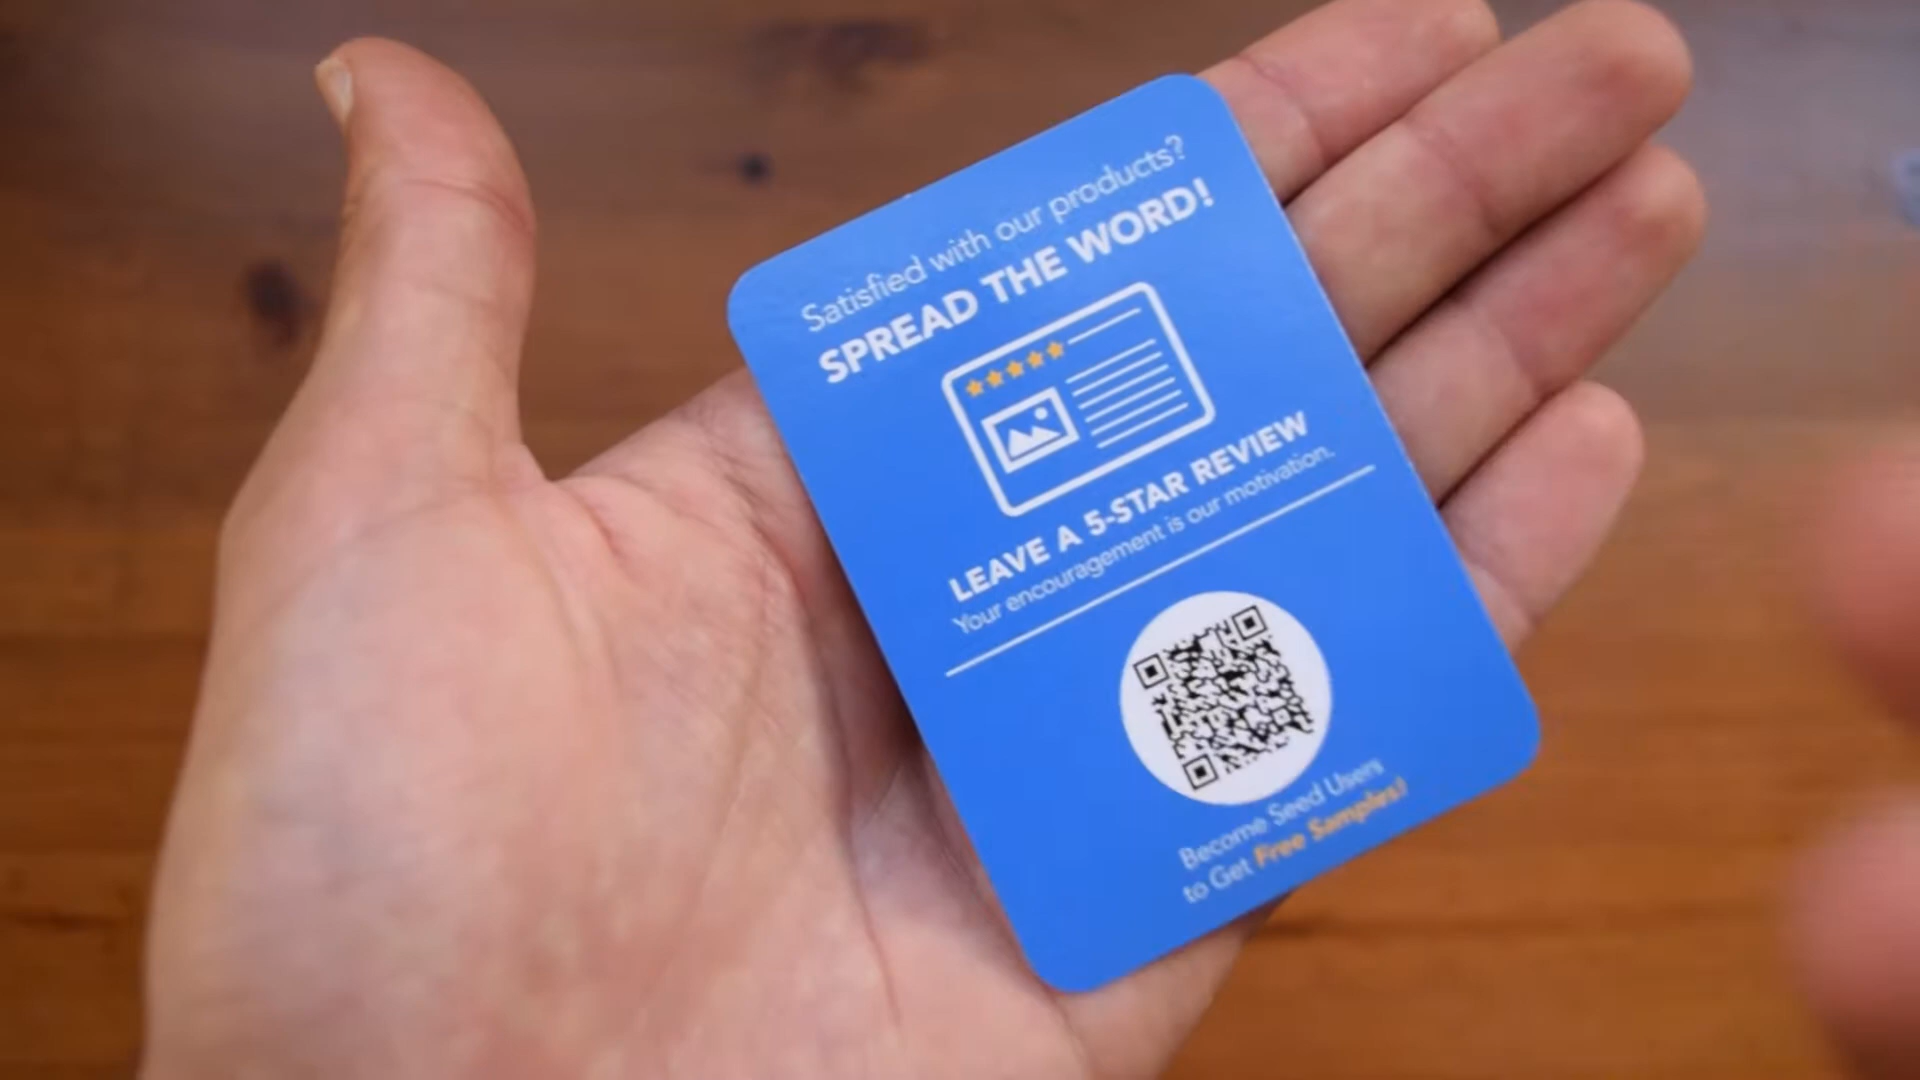 Satisfied with our products?
SPREAD THE WORD!
LEAVE A 5-STAR REVIEW
Your encouragement is our motivation.
Become Seed Users
to Get Free Samples!